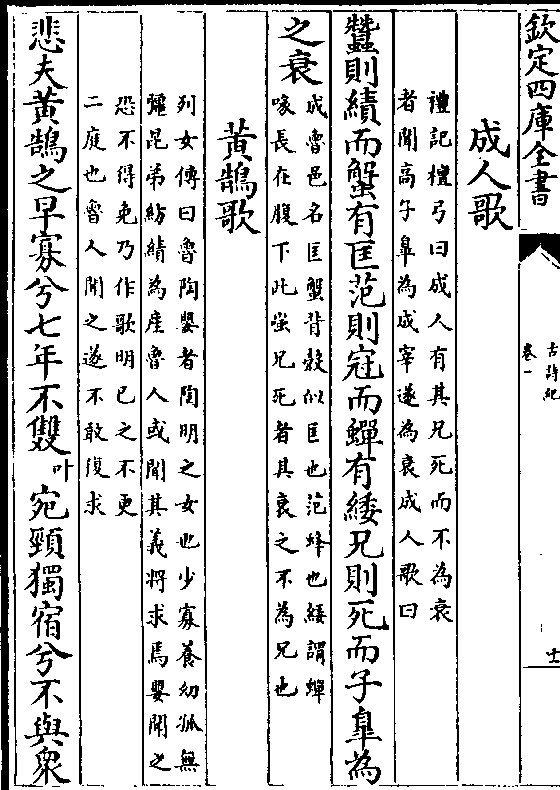 欽定四庫全書
古詩紀
卷一
士
成人歌
禮記檀弓曰成人有其兄死而不為衰
者聞高子臯為成宰遂為衰成人歌曰
蠶則績而蟹有匡范則冠而蟬有緌兄則死而子臯為
之衰
成魯邑名匡蟹背殼似匡也范蜂也緌謂蟬
喙長在腹下此嗤兄死者其衰之不為兄也
黃鵠歌
列女傳曰魯陶嬰者陶明之女也少寡養幼孤無
彊昆弟紡績為産魯人或聞其義將求焉嬰聞之
恐不得免乃作歌明已之不更
二庭也魯人聞之遂不敢復求
悲夫黃鵠之早寡兮七年不雙叶宛頸獨宿兮不與衆